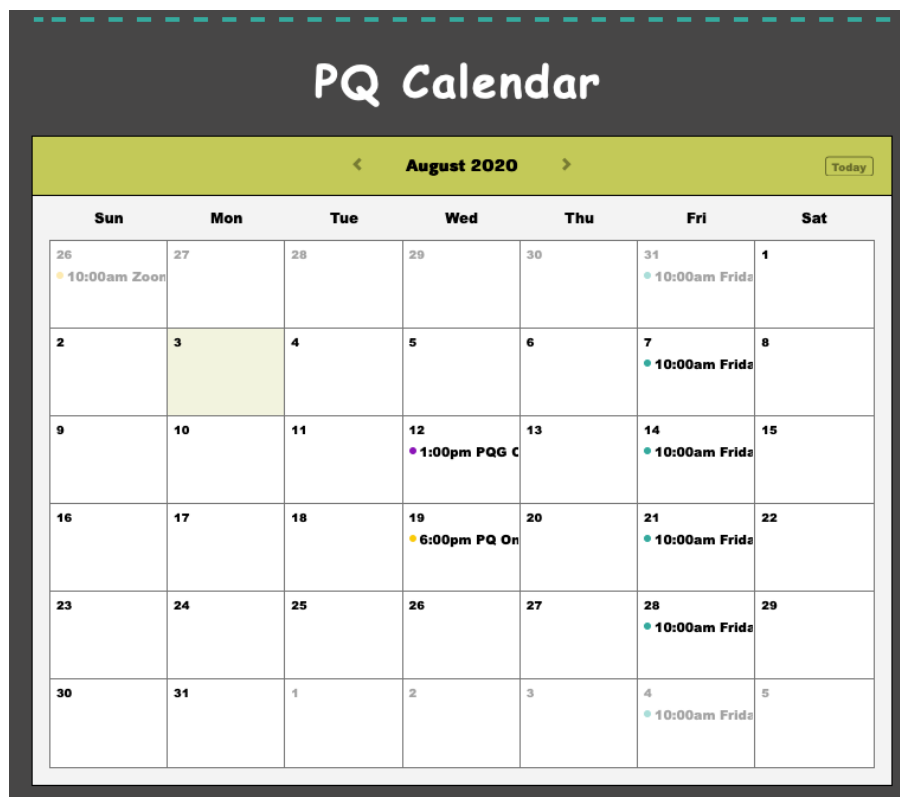 PQ Calendar
August 2020
Today
Sun Mon Tue Wed Thu Fri Sat
26 27 28 29 30 31 1
10:00am Zoom 10:00am Frida
2 3 4 5 6 7 8
10:00am Frida
9 10 11 12 13 14 15
1:00pm PQG 10:00am Frida
16 17 18 19 20 21 22
6:00pm PQ On 10:00am Frida
23 24 25 26 27 28 29
10:00am Frida
30 31 1 2 3 4 5
10:00am Frida